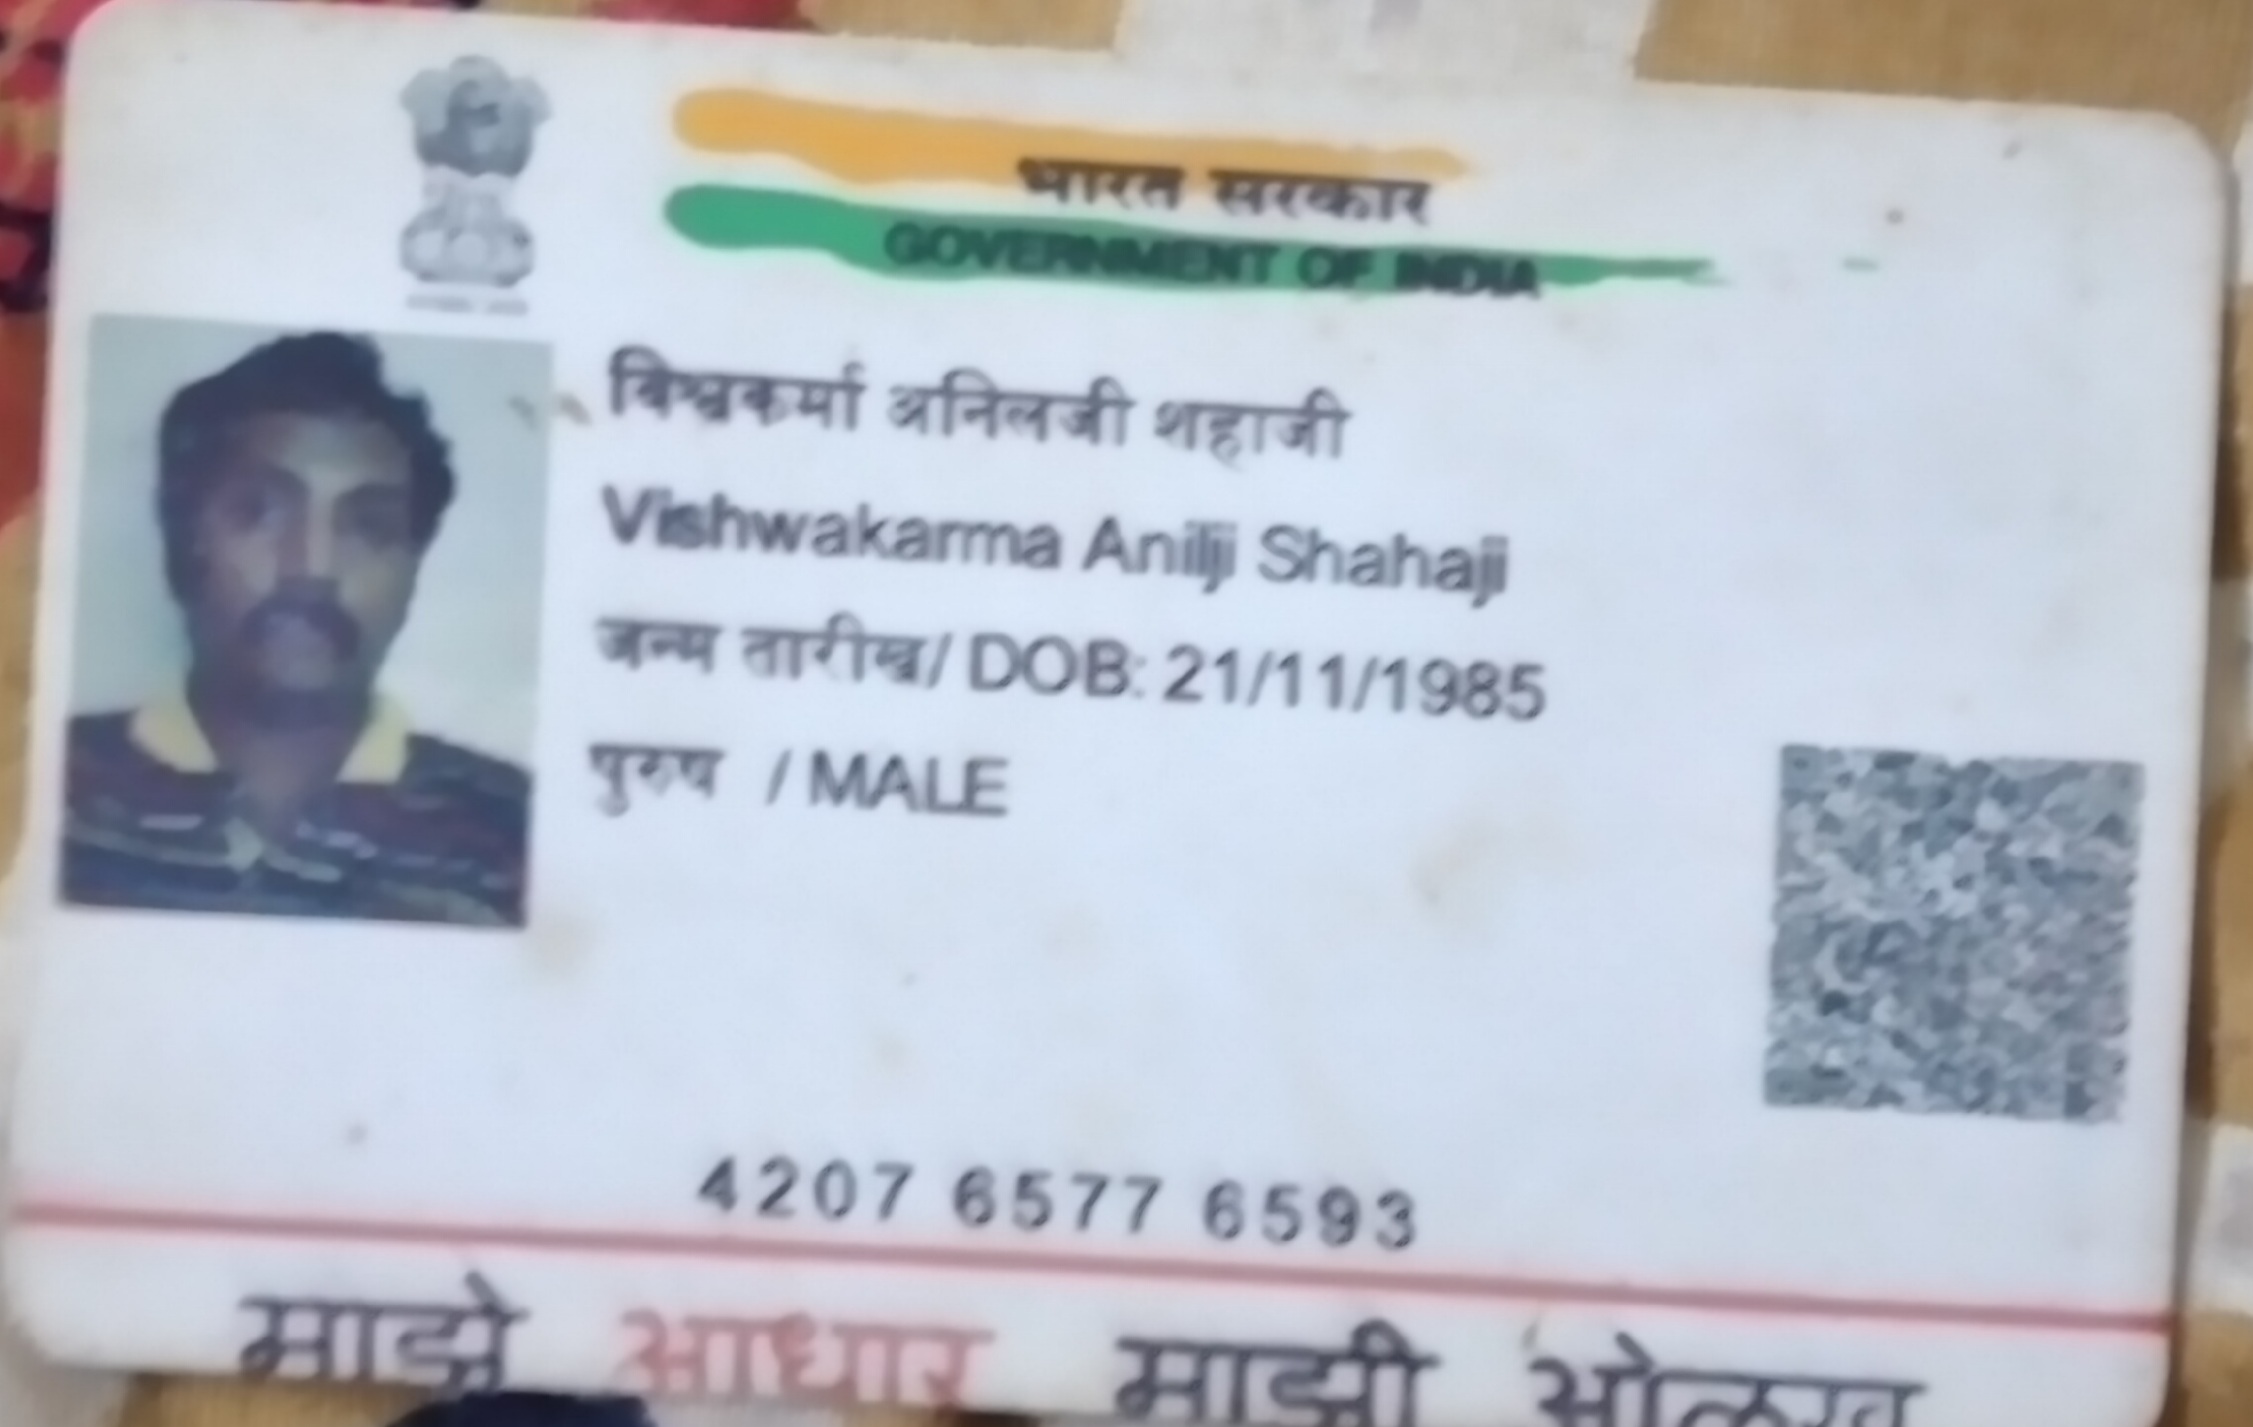 भारत सरकार
GOVERNMENT OF INDIA
विश्वकर्मा अनिलजी शहाजी
Vishwakarma Anilji Shahaji
जन्म तारीख/ DOB: 21/11/1985
पुरुष / MALE
4207 6577 6593
माझे आधार माझी ओळख